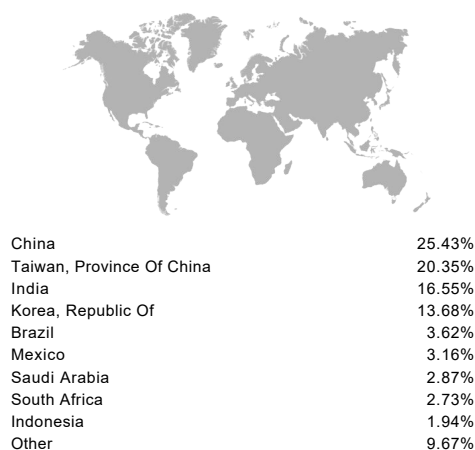 China 25.43%
Taiwan, Province Of China 20.35%
India 16.55%
Korea, Republic Of 13.68%
Brazil 3.62%
Mexico 3.16%
Saudi Arabia 2.87%
South Africa 2.73%
Indonesia 1.94%
Other 9.67%